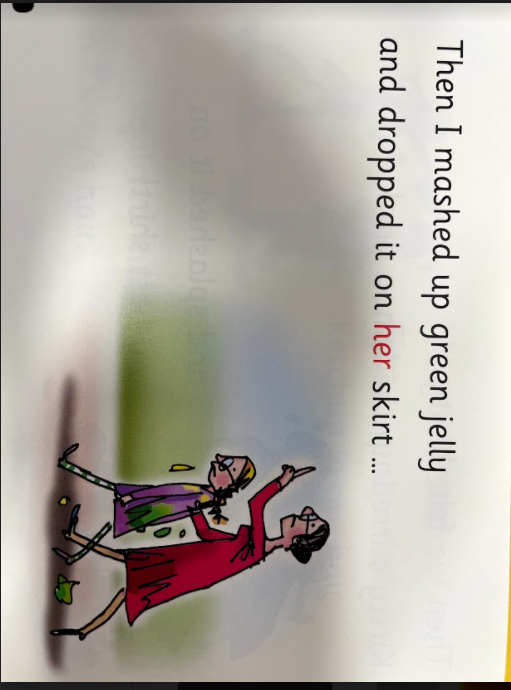 Then I mashed up green jelly
and dropped it on her skirt ...